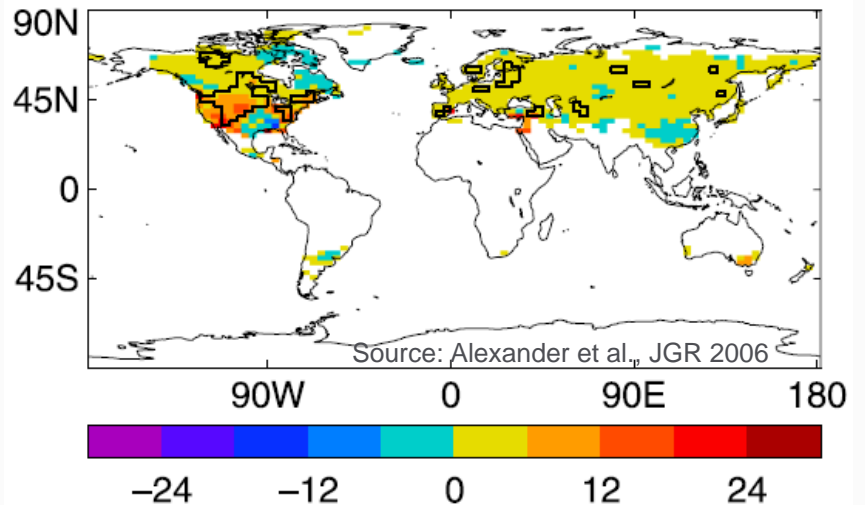 90N
45N
0
45S
Source: Alexander et al., JGR 2006
90W 0 90E 180
−24 −12 0 12 24